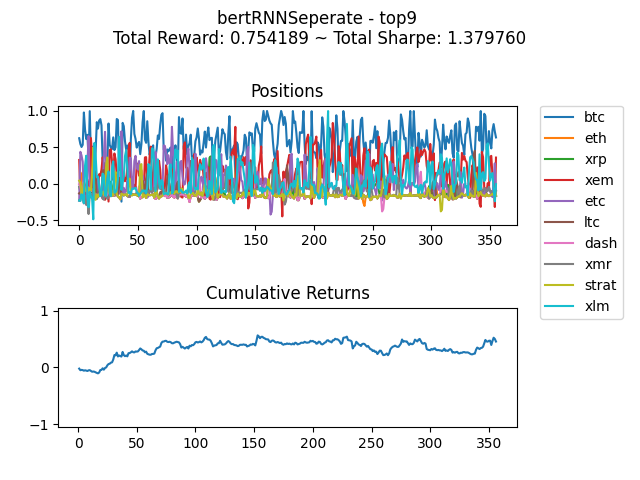 bertRNNSeperate - top9
Total Reward: 0.754189 ~ Total Sharpe: 1.379760
Positions
1.0
0.5
0.0
−0.5
0 50 100 150 200 250 300 350
btc
eth
xrp
xem
etc
ltc
dash
xmr
strat
xlm
Cumulative Returns
1
0
−1
0 50 100 150 200 250 300 350